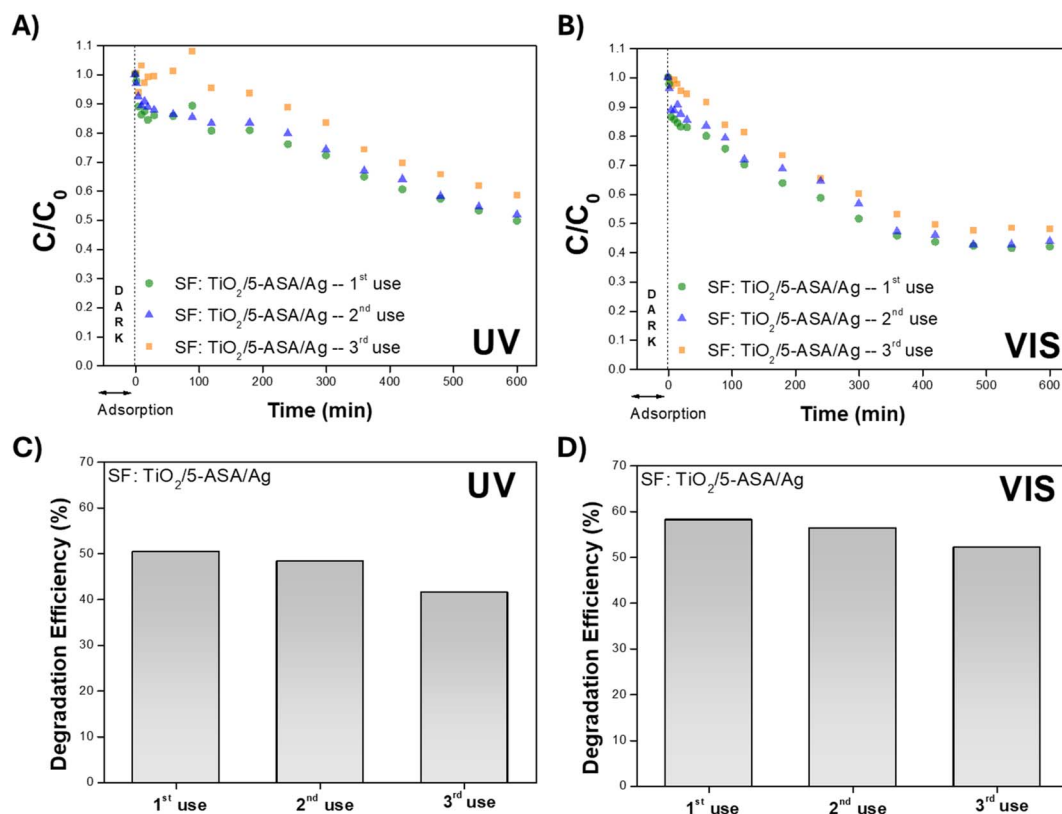 A)
1.1
1.0
0.9
0.8
0.7
0.6
0.5
0.4
0.3
0.2
0.1
0.0
C/C₀
DARK
SF: TiO₂/5-ASA/Ag -- 1ˢᵗ use
SF: TiO₂/5-ASA/Ag -- 2ⁿᵈ use
SF: TiO₂/5-ASA/Ag -- 3ʳᵈ use
UV
0 100 200 300 400 500 600
Adsorption
Time (min)
B)
1.1
1.0
0.9
0.8
0.7
0.6
0.5
0.4
0.3
0.2
0.1
0.0
C/C₀
DARK
SF: TiO₂/5-ASA/Ag -- 1ˢᵗ use
SF: TiO₂/5-ASA/Ag -- 2ⁿᵈ use
SF: TiO₂/5-ASA/Ag -- 3ʳᵈ use
VIS
0 100 200 300 400 500 600
Adsorption
Time (min)
C)
70
60
50
40
30
20
10
0
Degradation Efficiency (%)
SF: TiO₂/5-ASA/Ag
UV
1ˢᵗ use 2ⁿᵈ use 3ʳᵈ use
D)
70
60
50
40
30
20
10
0
Degradation Efficiency (%)
SF: TiO₂/5-ASA/Ag
VIS
1ˢᵗ use 2ⁿᵈ use 3ʳᵈ use